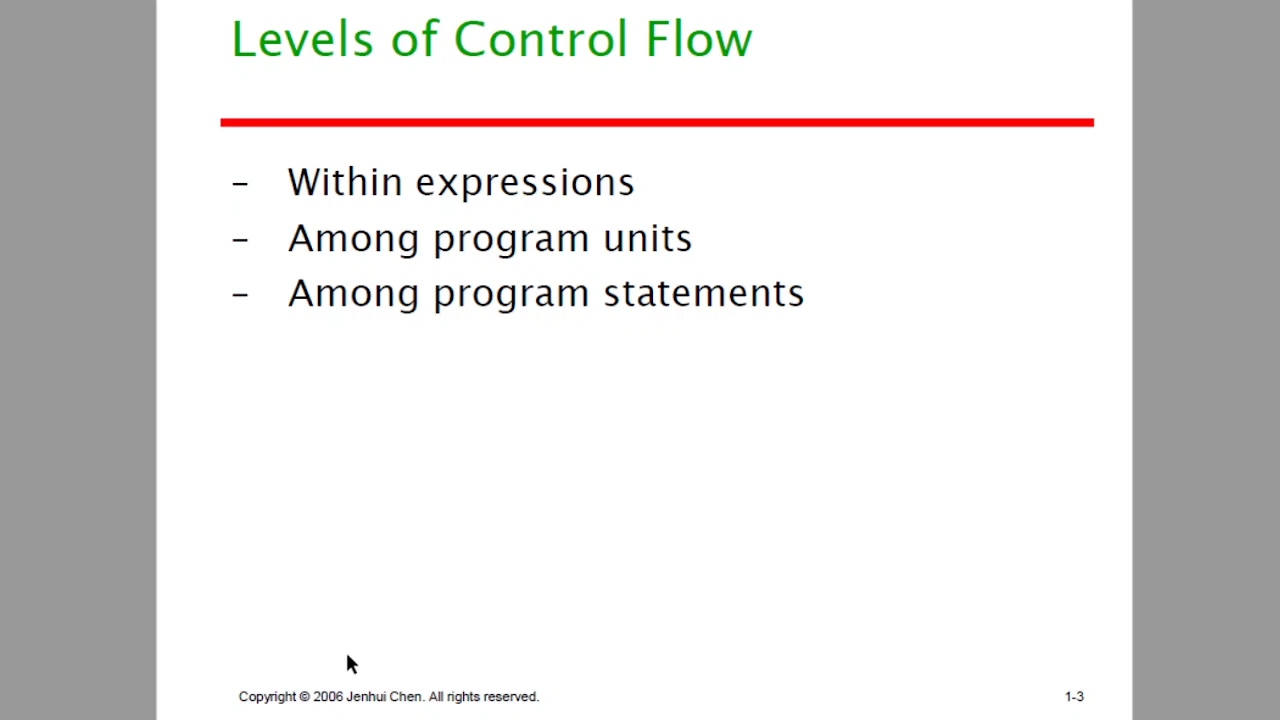 Levels of Control Flow
– Within expressions
– Among program units
– Among program statements
Copyright © 2006 Jenhui Chen. All rights reserved.
1-3